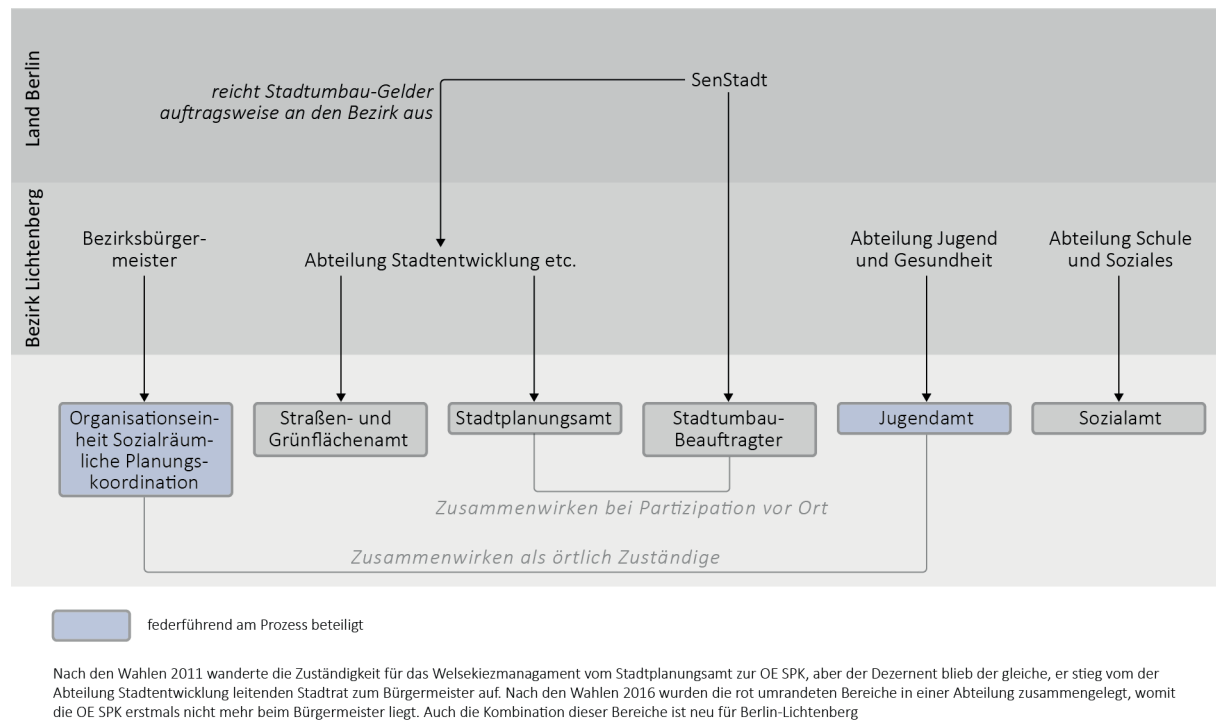 Land Berlin
SenStadt
reicht Stadtumbau-Gelder
auftragsweise an den Bezirk aus
Bezirk Lichtenberg
Bezirksbürger-
meister
Abteilung Stadtentwicklung etc.
Abteilung Jugend
und Gesundheit
Abteilung Schule
und Soziales
Organisationsein-
heit Sozialräum-
liche Planungs-
koordination
Straßen- und
Grünflächenamt
Stadtplanungsamt
Stadtumbau-
Beauftragter
Jugendamt
Sozialamt
Zusammenwirken bei Partizipation vor Ort
Zusammenwirken als örtlich Zuständige
federführend am Prozess beteiligt
Nach den Wahlen 2011 wanderte die Zuständigkeit für das Welsekiezmanagament vom Stadtplanungsamt zur OE SPK, aber der Dezernent blieb der gleiche, er stieg vom der
Abteilung Stadtentwicklung leitenden Stadtrat zum Bürgermeister auf. Nach den Wahlen 2016 wurden die rot umrandeten Bereiche in einer Abteilung zusammengelegt, womit
die OE SPK erstmals nicht mehr beim Bürgermeister liegt. Auch die Kombination dieser Bereiche ist neu für Berlin-Lichtenberg